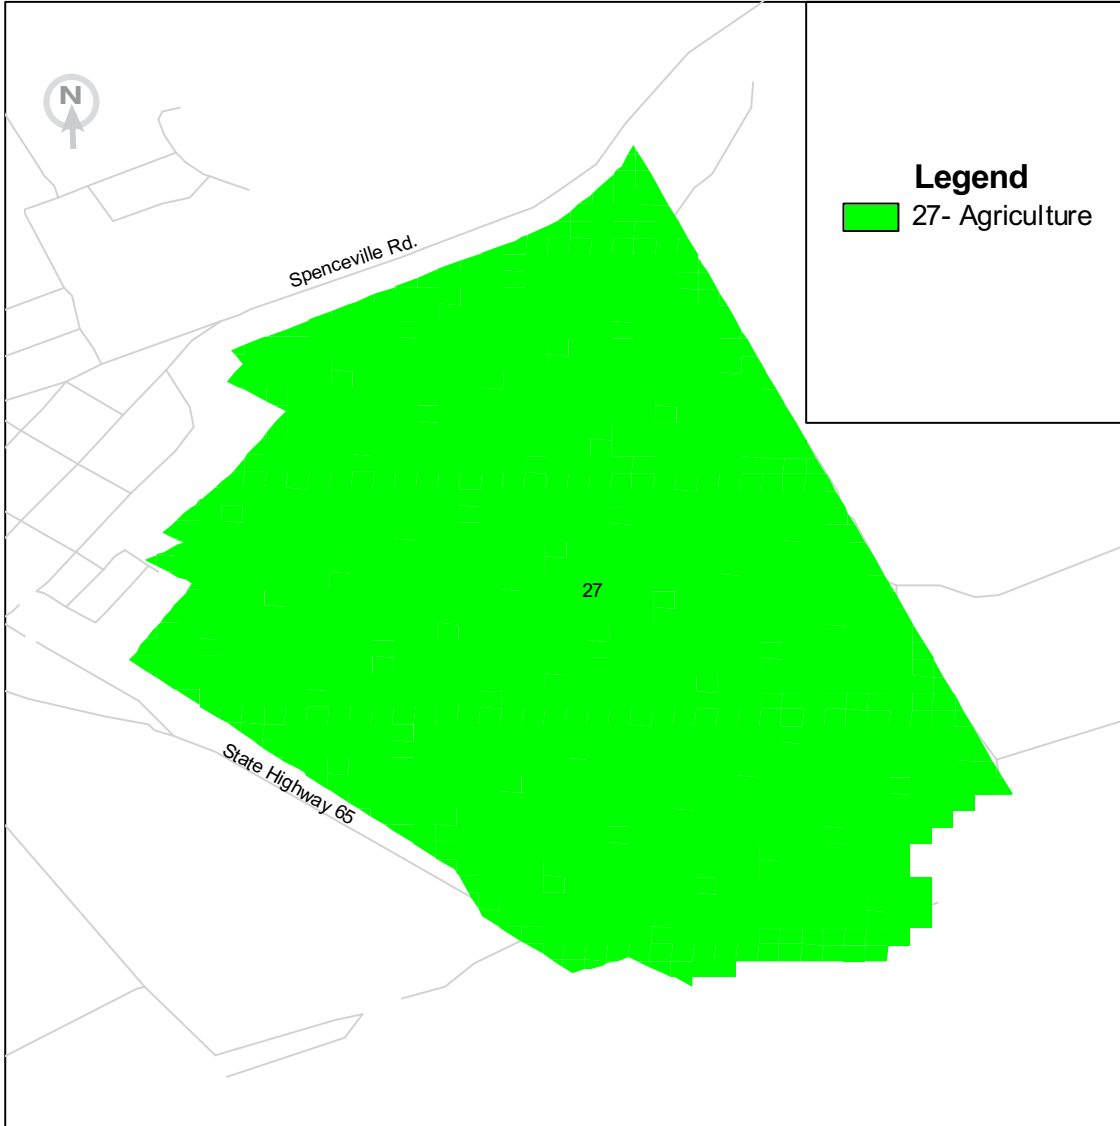 N
Legend
27- Agriculture
Spenceville Rd.
27
State Highway 65